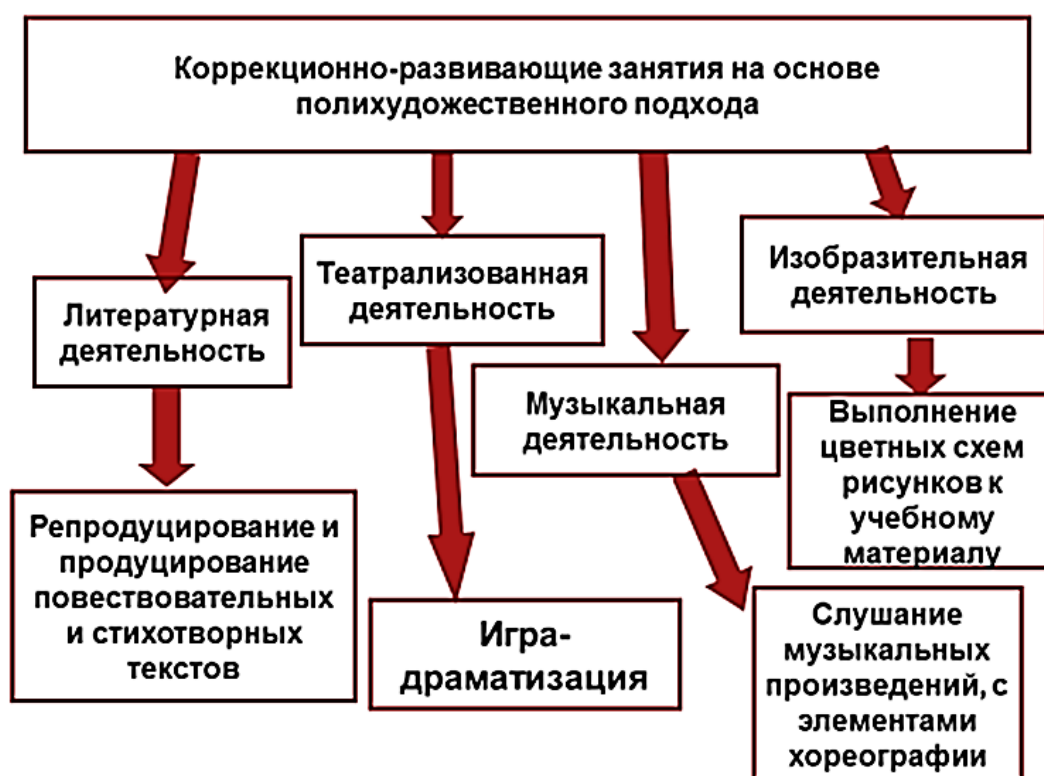 Коррекционно-развивающие занятия на основе
полихудожественного подхода
Литературная
деятельность
Театрализованная
деятельность
Музыкальная
деятельность
Изобразительная
деятельность
Репродуцирование и
продуцирование
повествовательных
и стихотворных
текстов
Игра-
драматизация
Слушание
музыкальных
произведений, с
элементами
хореографии
Выполнение
цветных схем
рисунков к
учебному
материалу